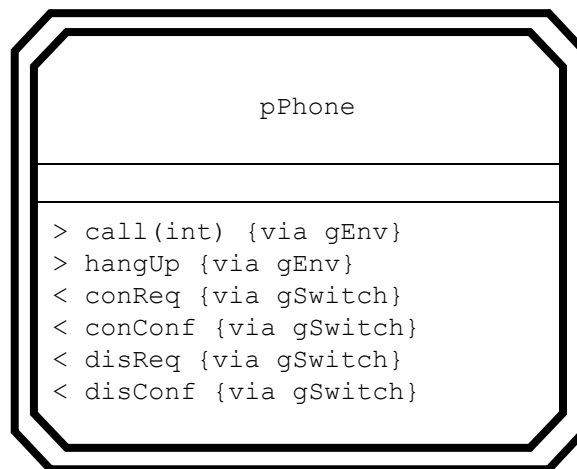 pPhone
> call(int) {via gEnv}
> hangUp {via gEnv}
< conReq {via gSwitch}
< conConf {via gSwitch}
< disReq {via gSwitch}
< disConf {via gSwitch}